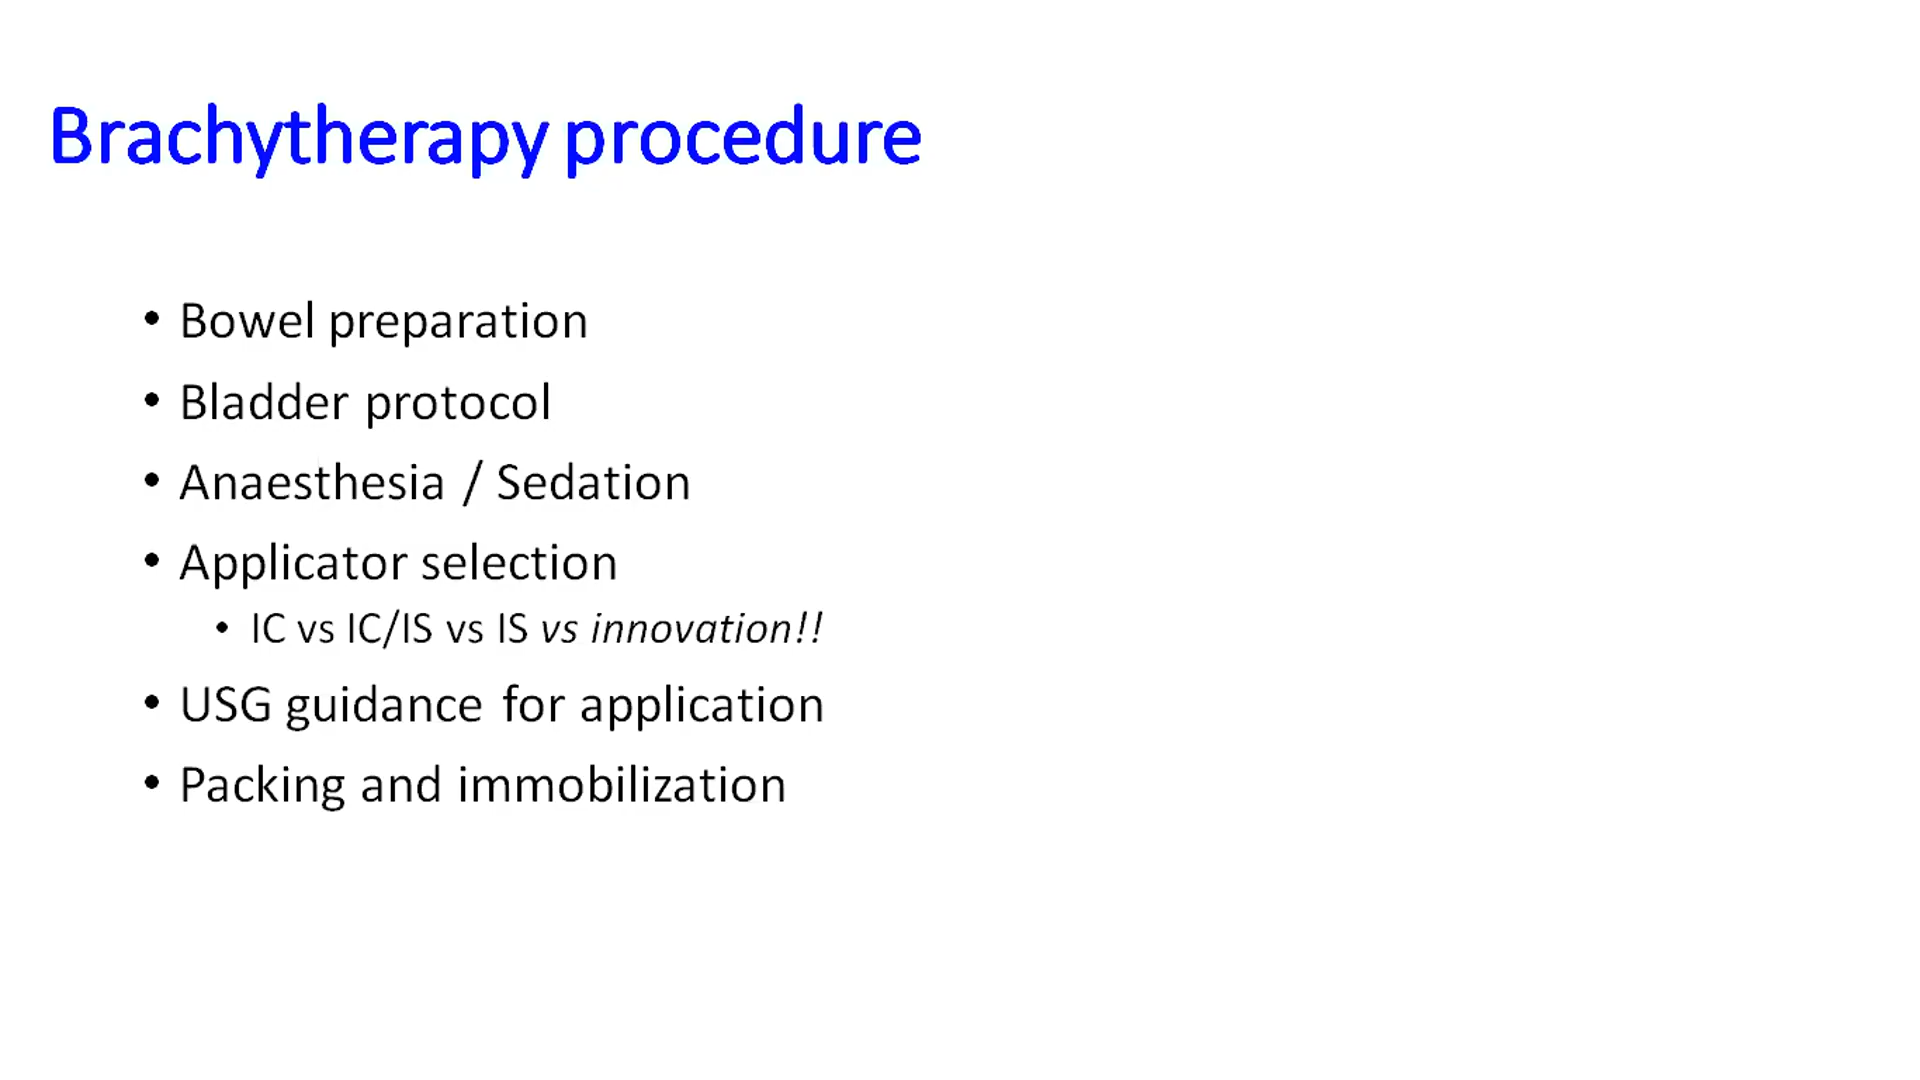 Brachytherapy procedure
• Bowel preparation
• Bladder protocol
• Anaesthesia / Sedation
• Applicator selection
• IC vs IC/IS vs IS vs innovation!!
• USG guidance for application
• Packing and immobilization